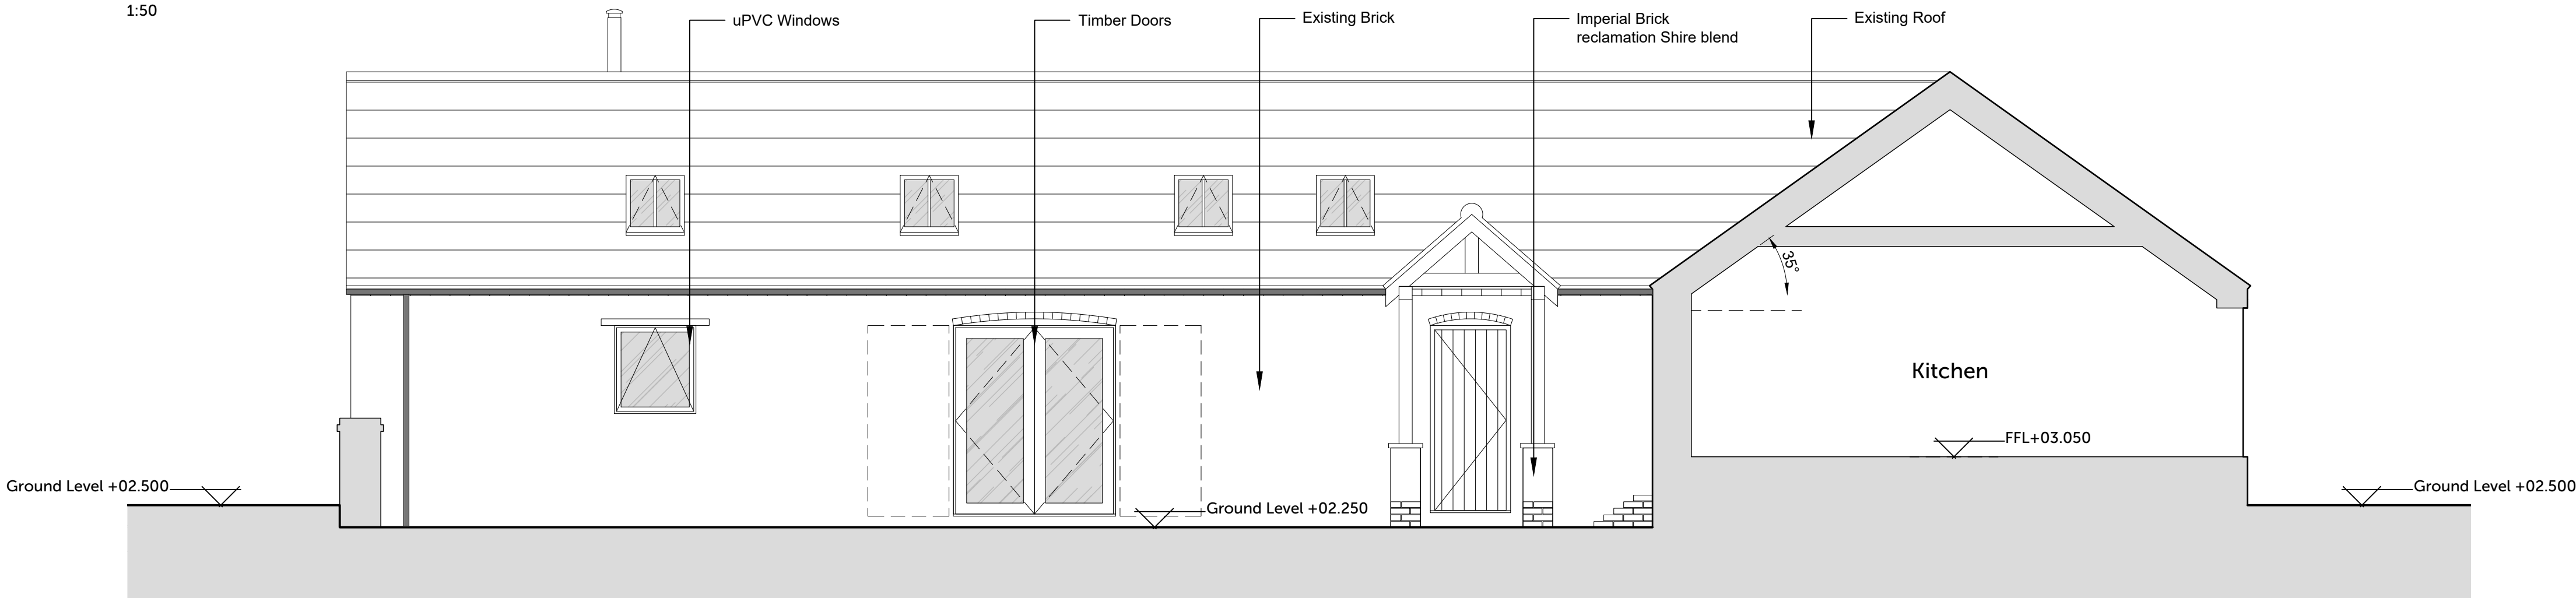 1:50
uPVC Windows
Timber Doors
Existing Brick
Imperial Brick
reclamation Shire blend
Existing Roof
35°
Kitchen
FFL+03.050
Ground Level +02.500
Ground Level +02.250
Ground Level +02.500